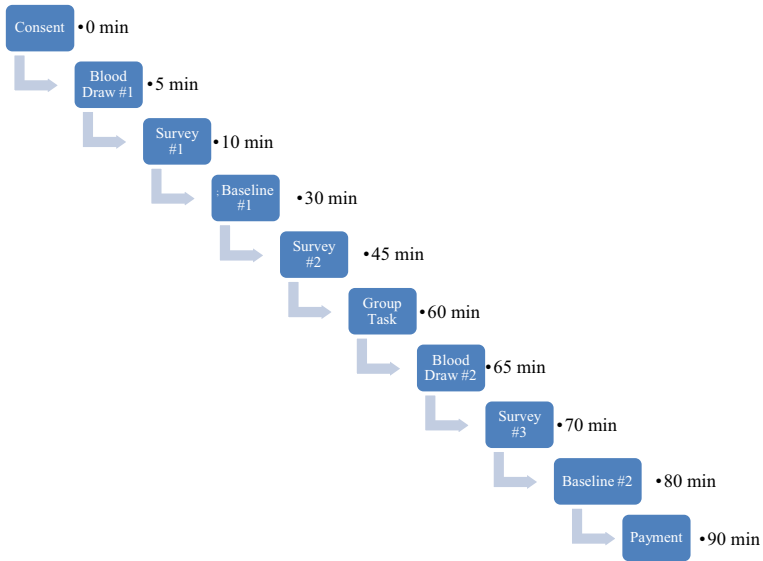 Consent
•0 min
Blood
Draw #1
•5 min
Survey
#1
•10 min
; Baseline
#1
•30 min
Survey
#2
•45 min
Group
Task
•60 min
Blood
Draw #2
•65 min
Survey
#3
•70 min
Baseline #2
•80 min
Payment
•90 min